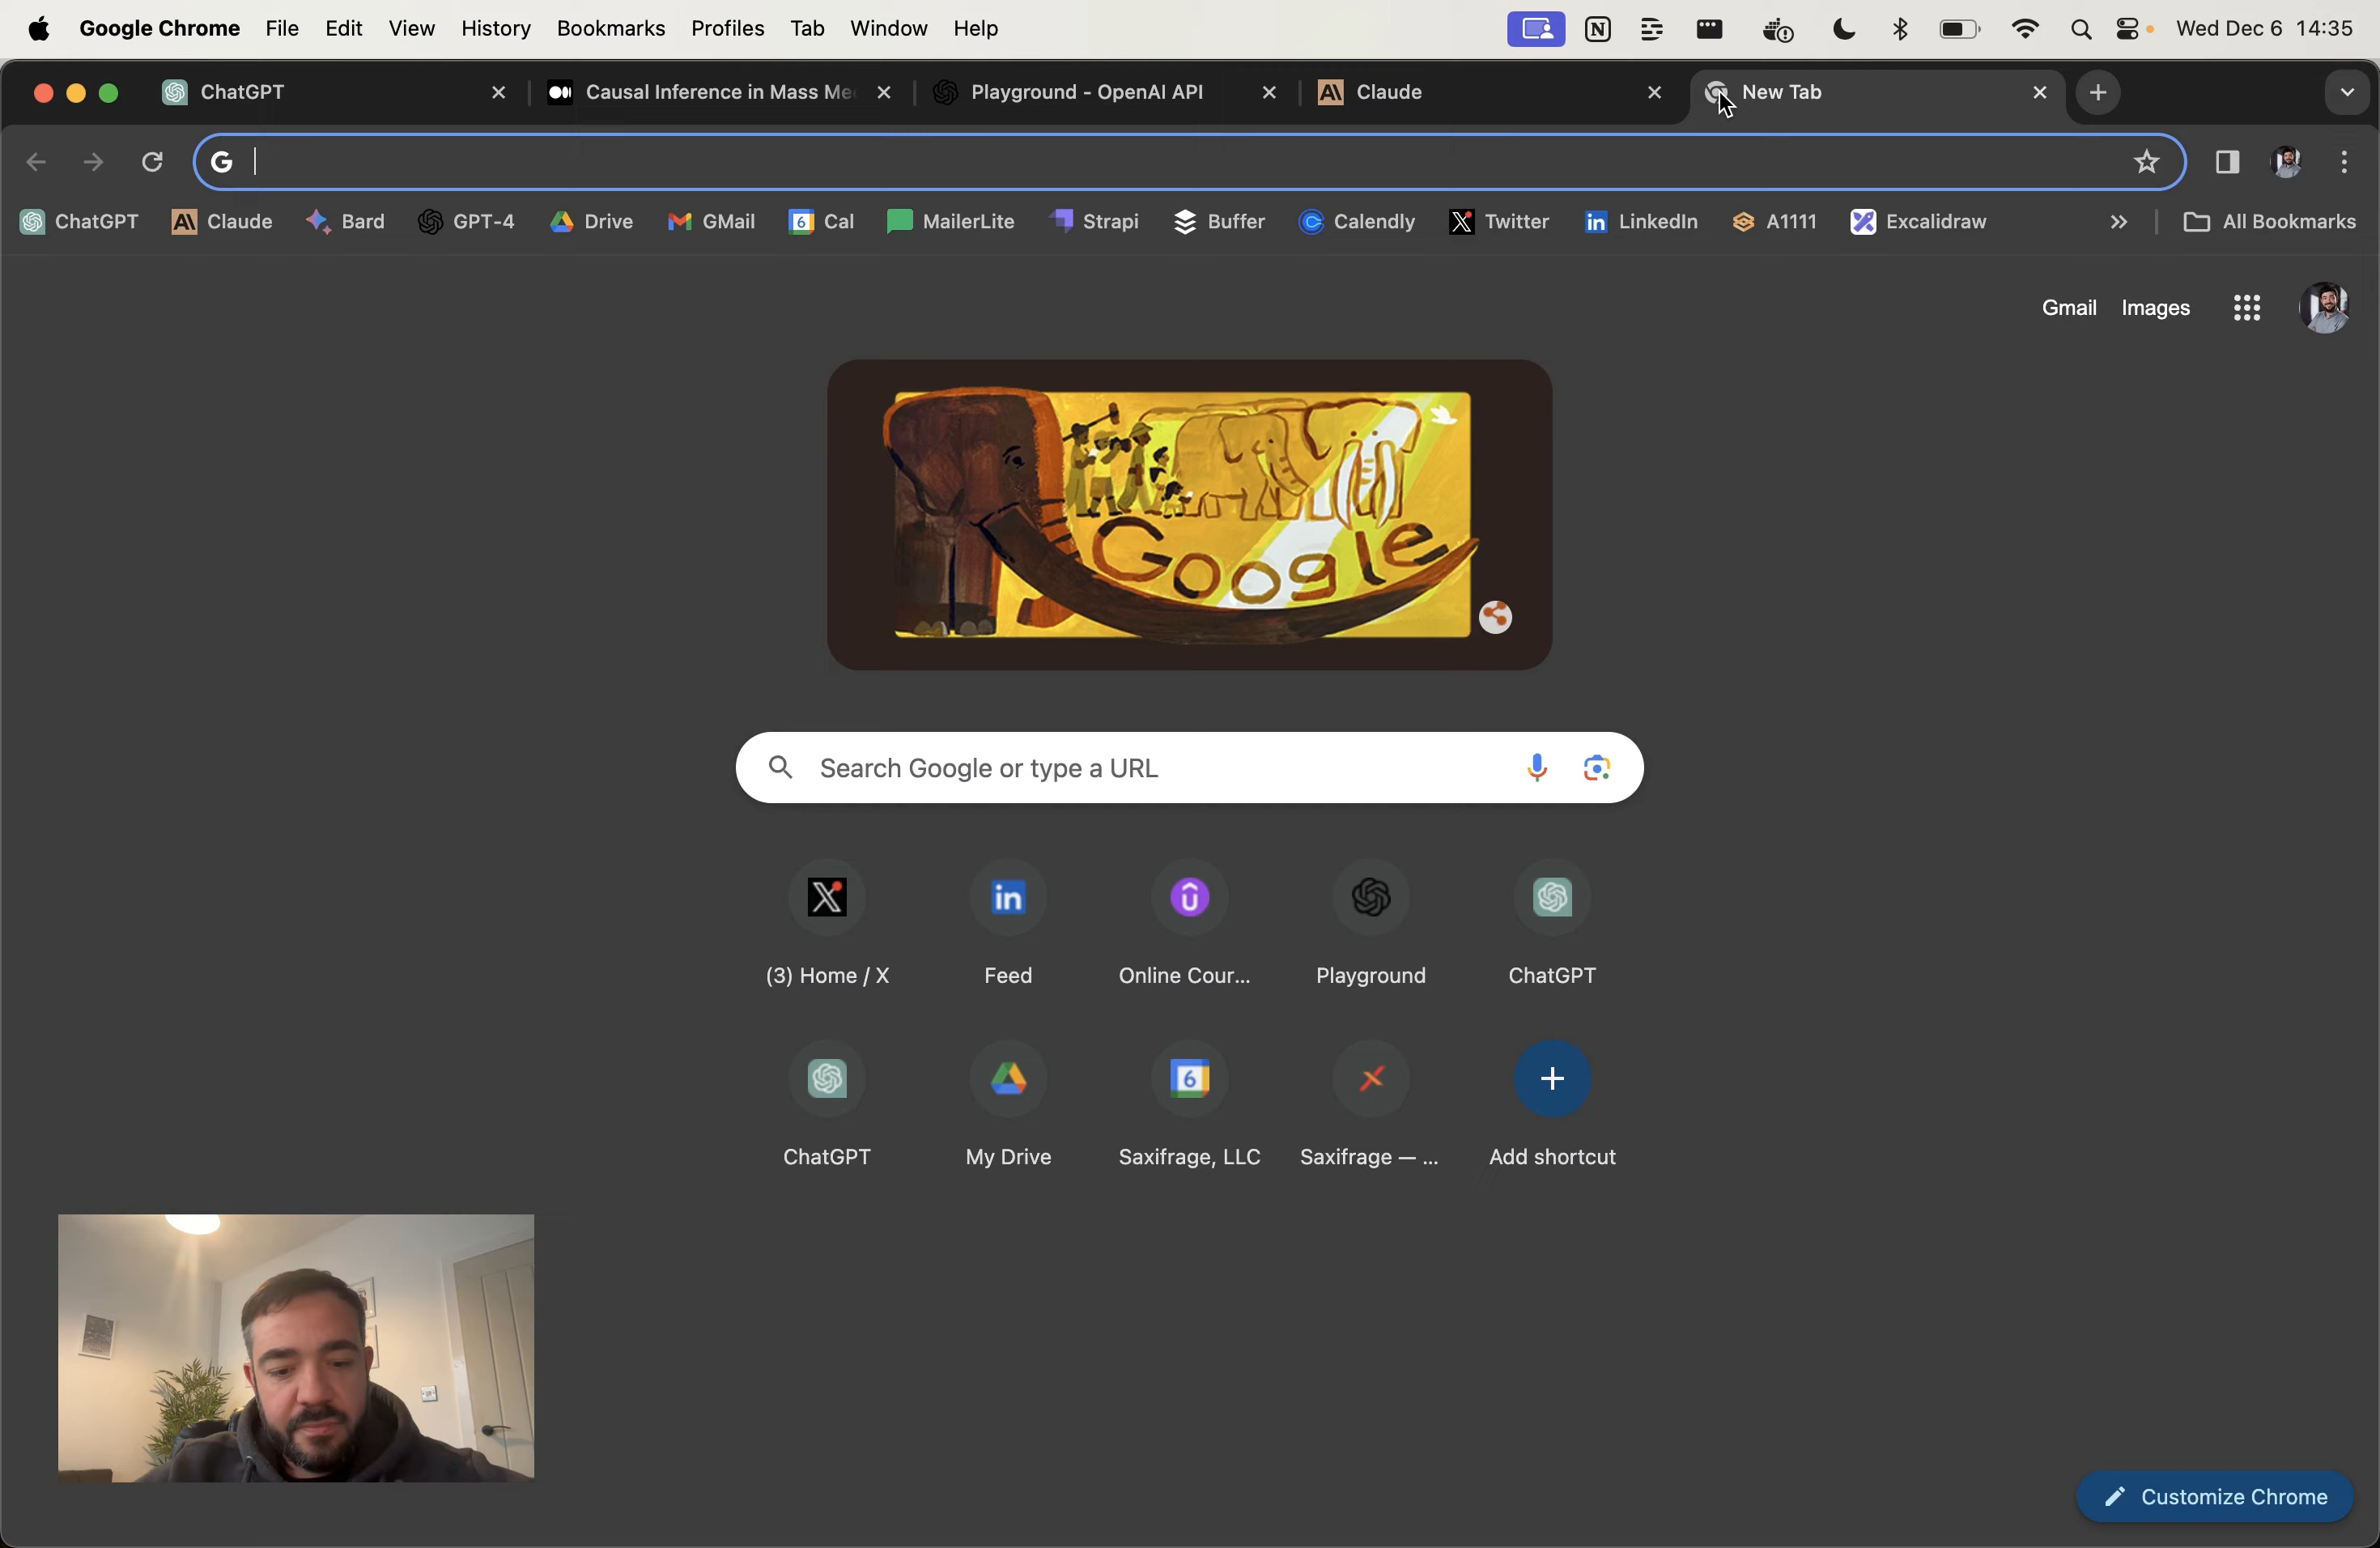 Google Chrome File Edit View History Bookmarks Profiles Tab Window Help Wed Dec 6 14:35
ChatGPT Causal Inference in Mass Me Playground - OpenAI API Claude New Tab
ChatGPT Claude Bard GPT-4 Drive GMail 6 Cal MailerLite Strapi Buffer Calendly Twitter LinkedIn A1111 Excalidraw All Bookmarks
Gmail Images
Google
Search Google or type a URL
(3) Home / X Feed Online Cour... Playground ChatGPT
6
ChatGPT My Drive Saxifrage, LLC Saxifrage — ... Add shortcut
Customize Chrome